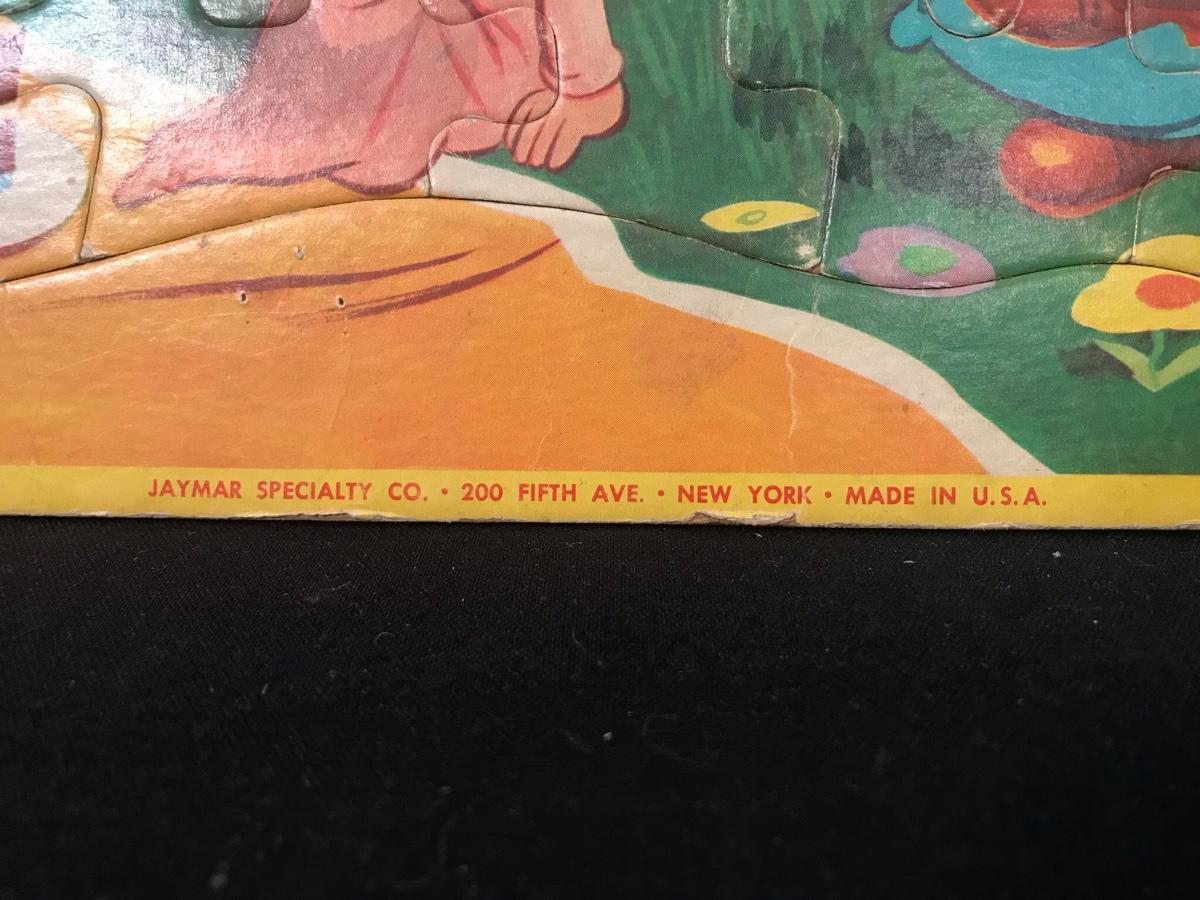 JAYMAR SPECIALTY CO. • 200 FIFTH AVE. • NEW YORK • MADE IN U.S.A.